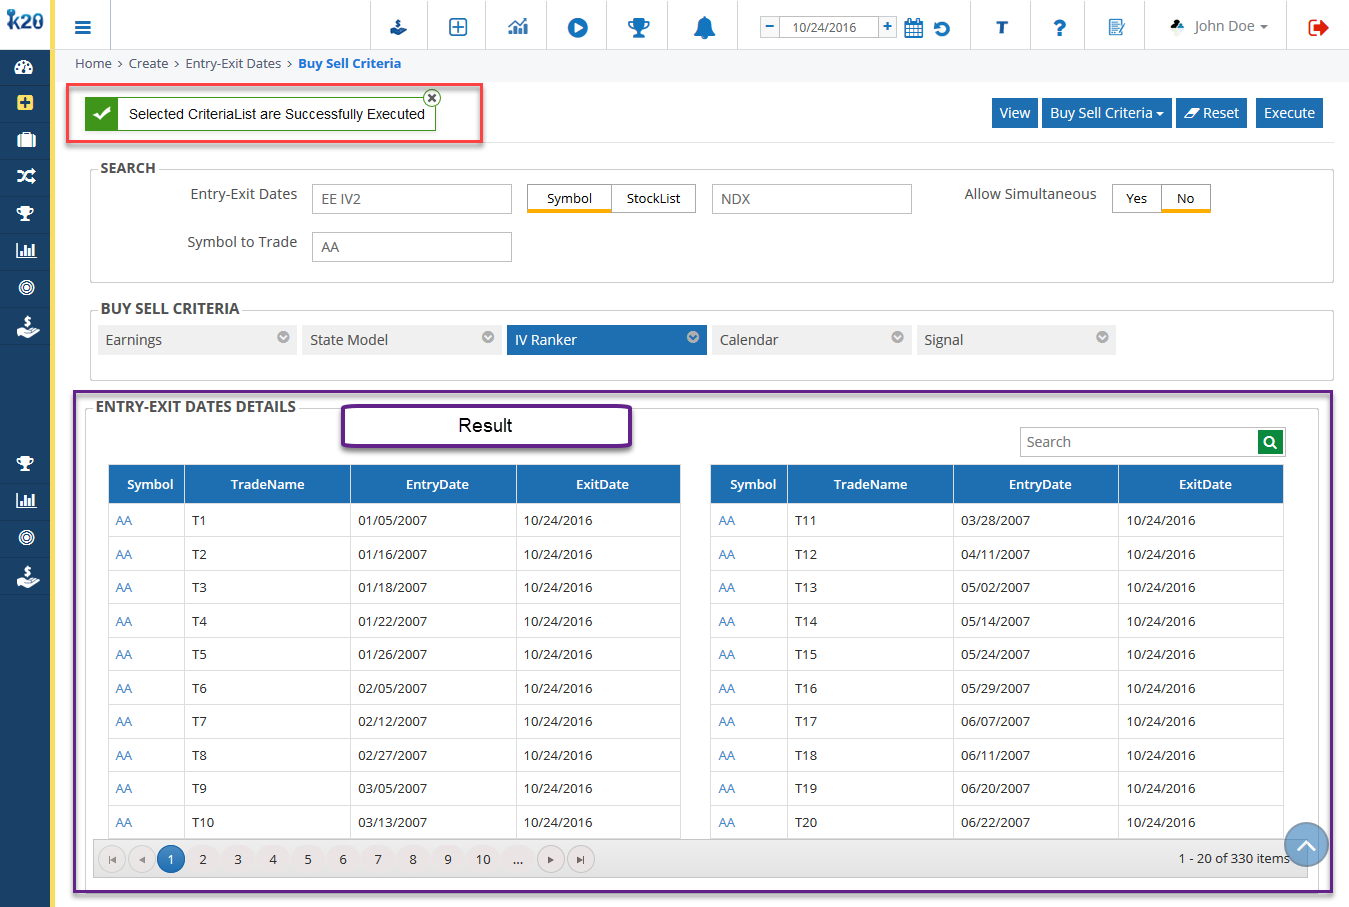 k20
10/24/2016
T
?
John Doe
Home > Create > Entry-Exit Dates > Buy Sell Criteria
Selected CriteriaList are Successfully Executed
View
Buy Sell Criteria
Reset
Execute
SEARCH
Entry-Exit Dates
EE IV2
Symbol
StockList
NDX
Allow Simultaneous
Yes
No
Symbol to Trade
AA
BUY SELL CRITERIA
Earnings
State Model
IV Ranker
Calendar
Signal
ENTRY-EXIT DATES DETAILS
Result
Search
Symbol TradeName EntryDate ExitDate
AA T1 01/05/2007 10/24/2016
AA T2 01/16/2007 10/24/2016
AA T3 01/18/2007 10/24/2016
AA T4 01/22/2007 10/24/2016
AA T5 01/26/2007 10/24/2016
AA T6 02/05/2007 10/24/2016
AA T7 02/12/2007 10/24/2016
AA T8 02/27/2007 10/24/2016
AA T9 03/05/2007 10/24/2016
AA T10 03/13/2007 10/24/2016
Symbol TradeName EntryDate ExitDate
AA T11 03/28/2007 10/24/2016
AA T12 04/11/2007 10/24/2016
AA T13 05/02/2007 10/24/2016
AA T14 05/14/2007 10/24/2016
AA T15 05/24/2007 10/24/2016
AA T16 05/29/2007 10/24/2016
AA T17 06/07/2007 10/24/2016
AA T18 06/11/2007 10/24/2016
AA T19 06/20/2007 10/24/2016
AA T20 06/22/2007 10/24/2016
1 2 3 4 5 6 7 8 9 10 ...
1 - 20 of 330 items